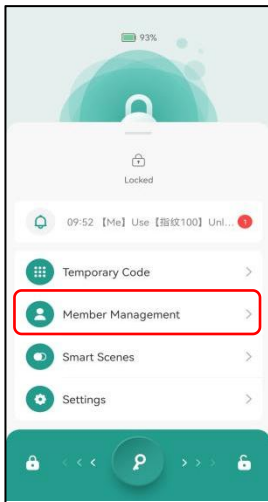 93%
Locked
09:52 【Me】Use【指纹100】Unl... 1
Temporary Code
Member Management
Smart Scenes
Settings